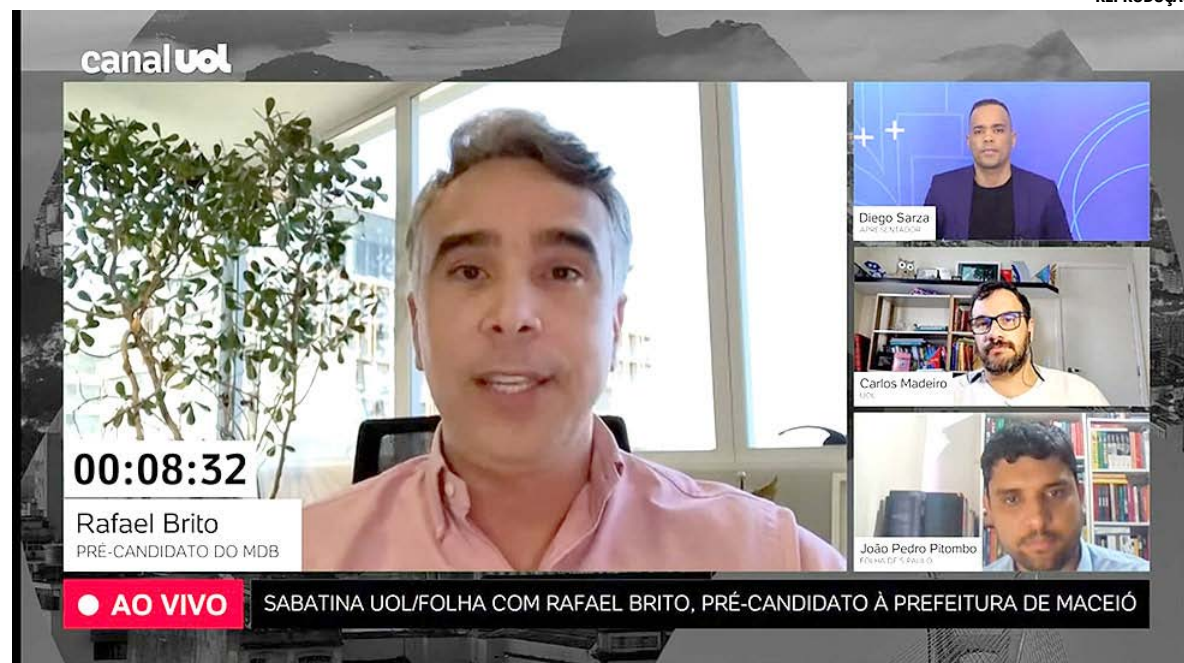 canal uol
Diego Sarza
APRESENTADOR
Carlos Madeiro
UOL
00:08:32
Rafael Brito
PRÉ-CANDIDATO DO MDB
João Pedro Pitombo
FOLHA DE S.PAULO
AO VIVO
SABATINA UOL/FOLHA COM RAFAEL BRITO, PRÉ-CANDIDATO À PREFEITURA DE MACEIÓ